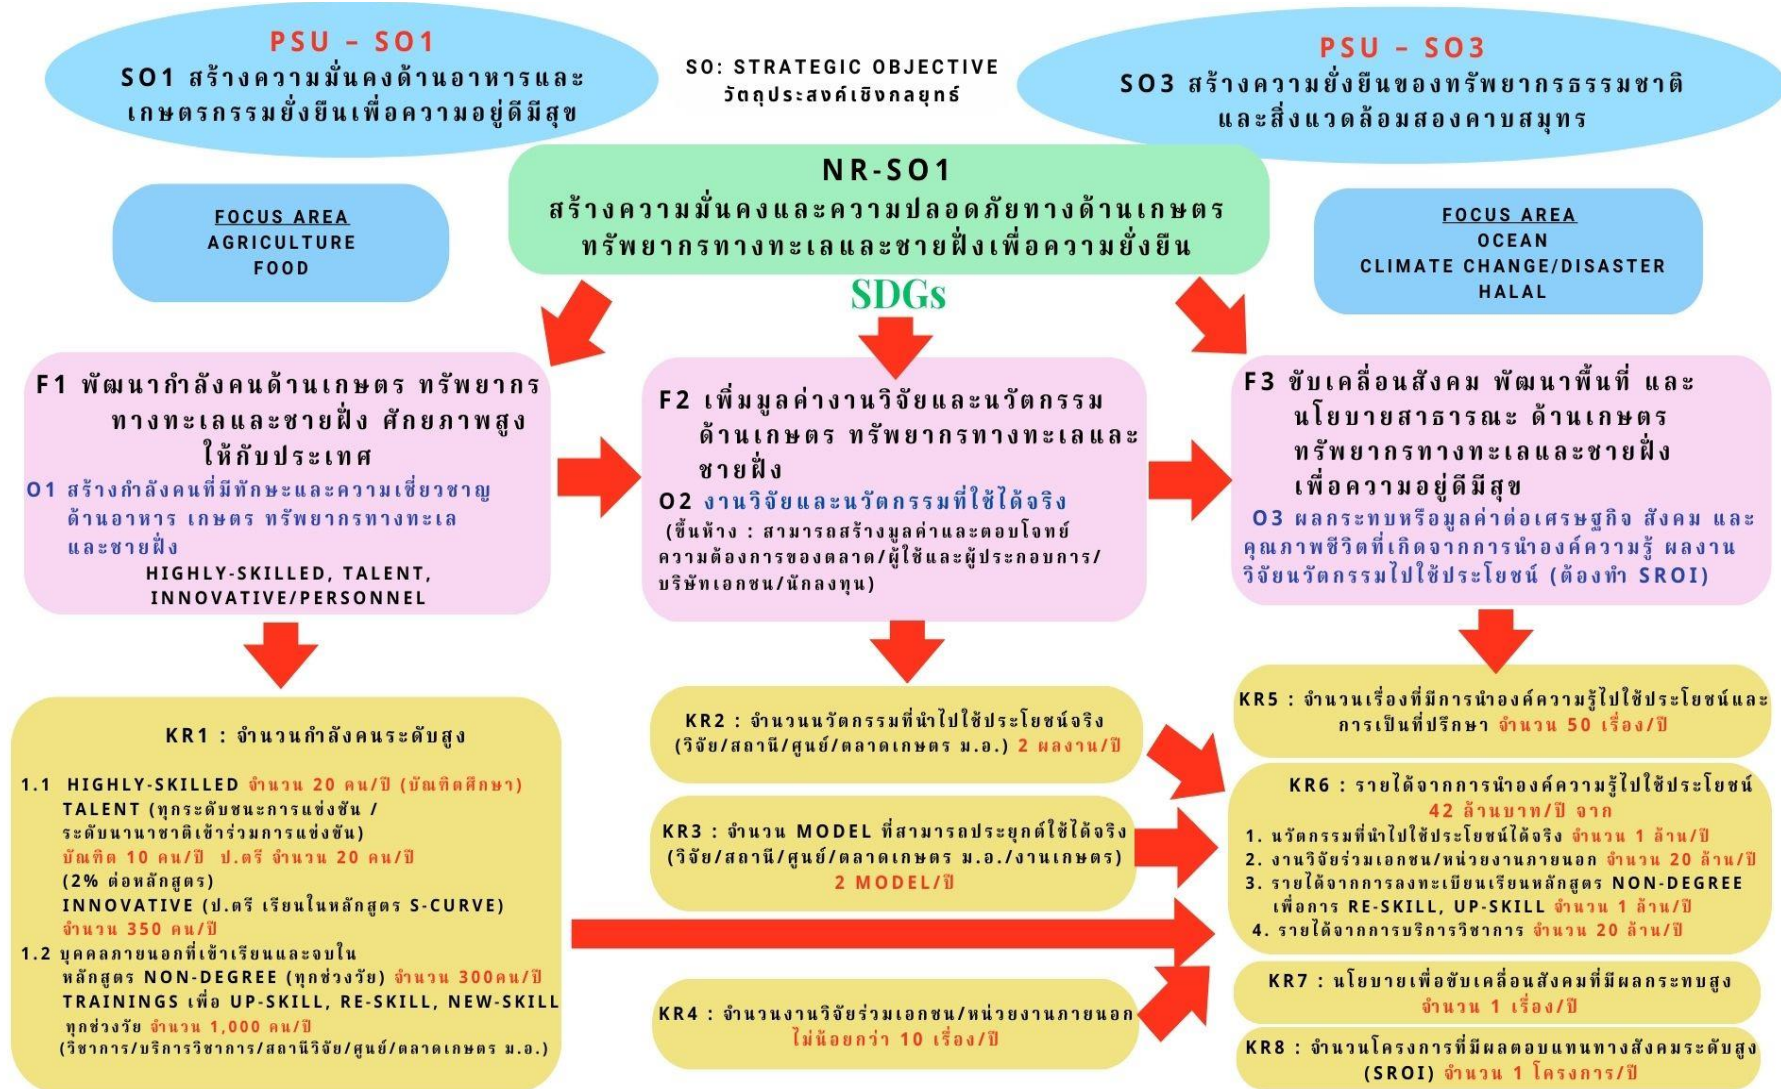 PSU – SO1
SO1 สร้างความมั่นคงด้านอาหารและ
เกษตรกรรมยั่งยืนเพื่อความอยู่ดีมีสุข
SO: STRATEGIC OBJECTIVE
วัตถุประสงค์เชิงกลยุทธ์
PSU – SO3
SO3 สร้างความยั่งยืนของทรัพยากรธรรมชาติ
และสิ่งแวดล้อมสองคาบสมุทร
NR-SO1
สร้างความมั่นคงและความปลอดภัยทางด้านเกษตร
ทรัพยากรทางทะเลและชายฝั่งเพื่อความยั่งยืน
FOCUS AREA
AGRICULTURE
FOOD
FOCUS AREA
OCEAN
CLIMATE CHANGE/DISASTER
HALAL
SDGs
F1 พัฒนากำลังคนด้านเกษตร ทรัพยากร
ทางทะเลและชายฝั่ง ศักยภาพสูง
ให้กับประเทศ
O1 สร้างกำลังคนที่มีทักษะและความเชี่ยวชาญ
ด้านอาหาร เกษตร ทรัพยากรทางทะเล
และชายฝั่ง
HIGHLY-SKILLED, TALENT,
INNOVATIVE/PERSONNEL
F2 เพิ่มมูลค่างานวิจัยและนวัตกรรม
ด้านเกษตร ทรัพยากรทางทะเลและ
ชายฝั่ง
O2 งานวิจัยและนวัตกรรมที่ใช้ได้จริง
(ขึ้นห้าง : สามารถสร้างมูลค่าและตอบโจทย์
ความต้องการของตลาด/ผู้ใช้และผู้ประกอบการ/
บริษัทเอกชน/นักลงทุน)
F3 ขับเคลื่อนสังคม พัฒนาพื้นที่ และ
นโยบายสาธารณะ ด้านเกษตร
ทรัพยากรทางทะเลและชายฝั่ง
เพื่อความอยู่ดีมีสุข
O3 ผลกระทบหรือมูลค่าต่อเศรษฐกิจ สังคม และ
คุณภาพชีวิตที่เกิดจากการนำองค์ความรู้ ผลงาน
วิจัยนวัตกรรมไปใช้ประโยชน์ (ต้องทำ SROI)
KR1 : จำนวนกำลังคนระดับสูง
1.1 HIGHLY-SKILLED จำนวน 20 คน/ปี (บัณฑิตศึกษา)
TALENT (ทุกระดับชนะการแข่งขัน /
ระดับนานาชาติเข้าร่วมการแข่งขัน)
บัณฑิต 10 คน/ปี ป.ตรี จำนวน 20 คน/ปี
(2% ต่อหลักสูตร)
INNOVATIVE (ป.ตรี เรียนในหลักสูตร S-CURVE)
จำนวน 350 คน/ปี
1.2 บุคคลภายนอกที่เข้าเรียนและจบใน
หลักสูตร NON-DEGREE (ทุกช่วงวัย) จำนวน 300คน/ปี
TRAININGS เพื่อ UP-SKILL, RE-SKILL, NEW-SKILL
ทุกช่วงวัย จำนวน 1,000 คน/ปี
(วิชาการ/บริการวิชาการ/สถานีวิจัย/ศูนย์/ตลาดเกษตร ม.อ.)
KR2 : จำนวนนวัตกรรมที่นำไปใช้ประโยชน์จริง
(วิจัย/สถานี/ศูนย์/ตลาดเกษตร ม.อ.) 2 ผลงาน/ปี
KR3 : จำนวน MODEL ที่สามารถประยุกต์ใช้ได้จริง
(วิจัย/สถานี/ศูนย์/ตลาดเกษตร ม.อ./งานเกษตร)
2 MODEL/ปี
KR4 : จำนวนงานวิจัยร่วมเอกชน/หน่วยงานภายนอก
ไม่น้อยกว่า 10 เรื่อง/ปี
KR5 : จำนวนเรื่องที่มีการนำองค์ความรู้ไปใช้ประโยชน์และ
การเป็นที่ปรึกษา จำนวน 50 เรื่อง/ปี
KR6 : รายได้จากการนำองค์ความรู้ไปใช้ประโยชน์
42 ล้านบาท/ปี จาก
1. นวัตกรรมที่นำไปใช้ประโยชน์ได้จริง จำนวน 1 ล้าน/ปี
2. งานวิจัยร่วมเอกชน/หน่วยงานภายนอก จำนวน 20 ล้าน/ปี
3. รายได้จากการลงทะเบียนเรียนหลักสูตร NON-DEGREE
เพื่อการ RE-SKILL, UP-SKILL จำนวน 1 ล้าน/ปี
4. รายได้จากการบริการวิชาการ จำนวน 20 ล้าน/ปี
KR7 : นโยบายเพื่อขับเคลื่อนสังคมที่มีผลกระทบสูง
จำนวน 1 เรื่อง/ปี
KR8 : จำนวนโครงการที่มีผลตอบแทนทางสังคมระดับสูง
(SROI) จำนวน 1 โครงการ/ปี